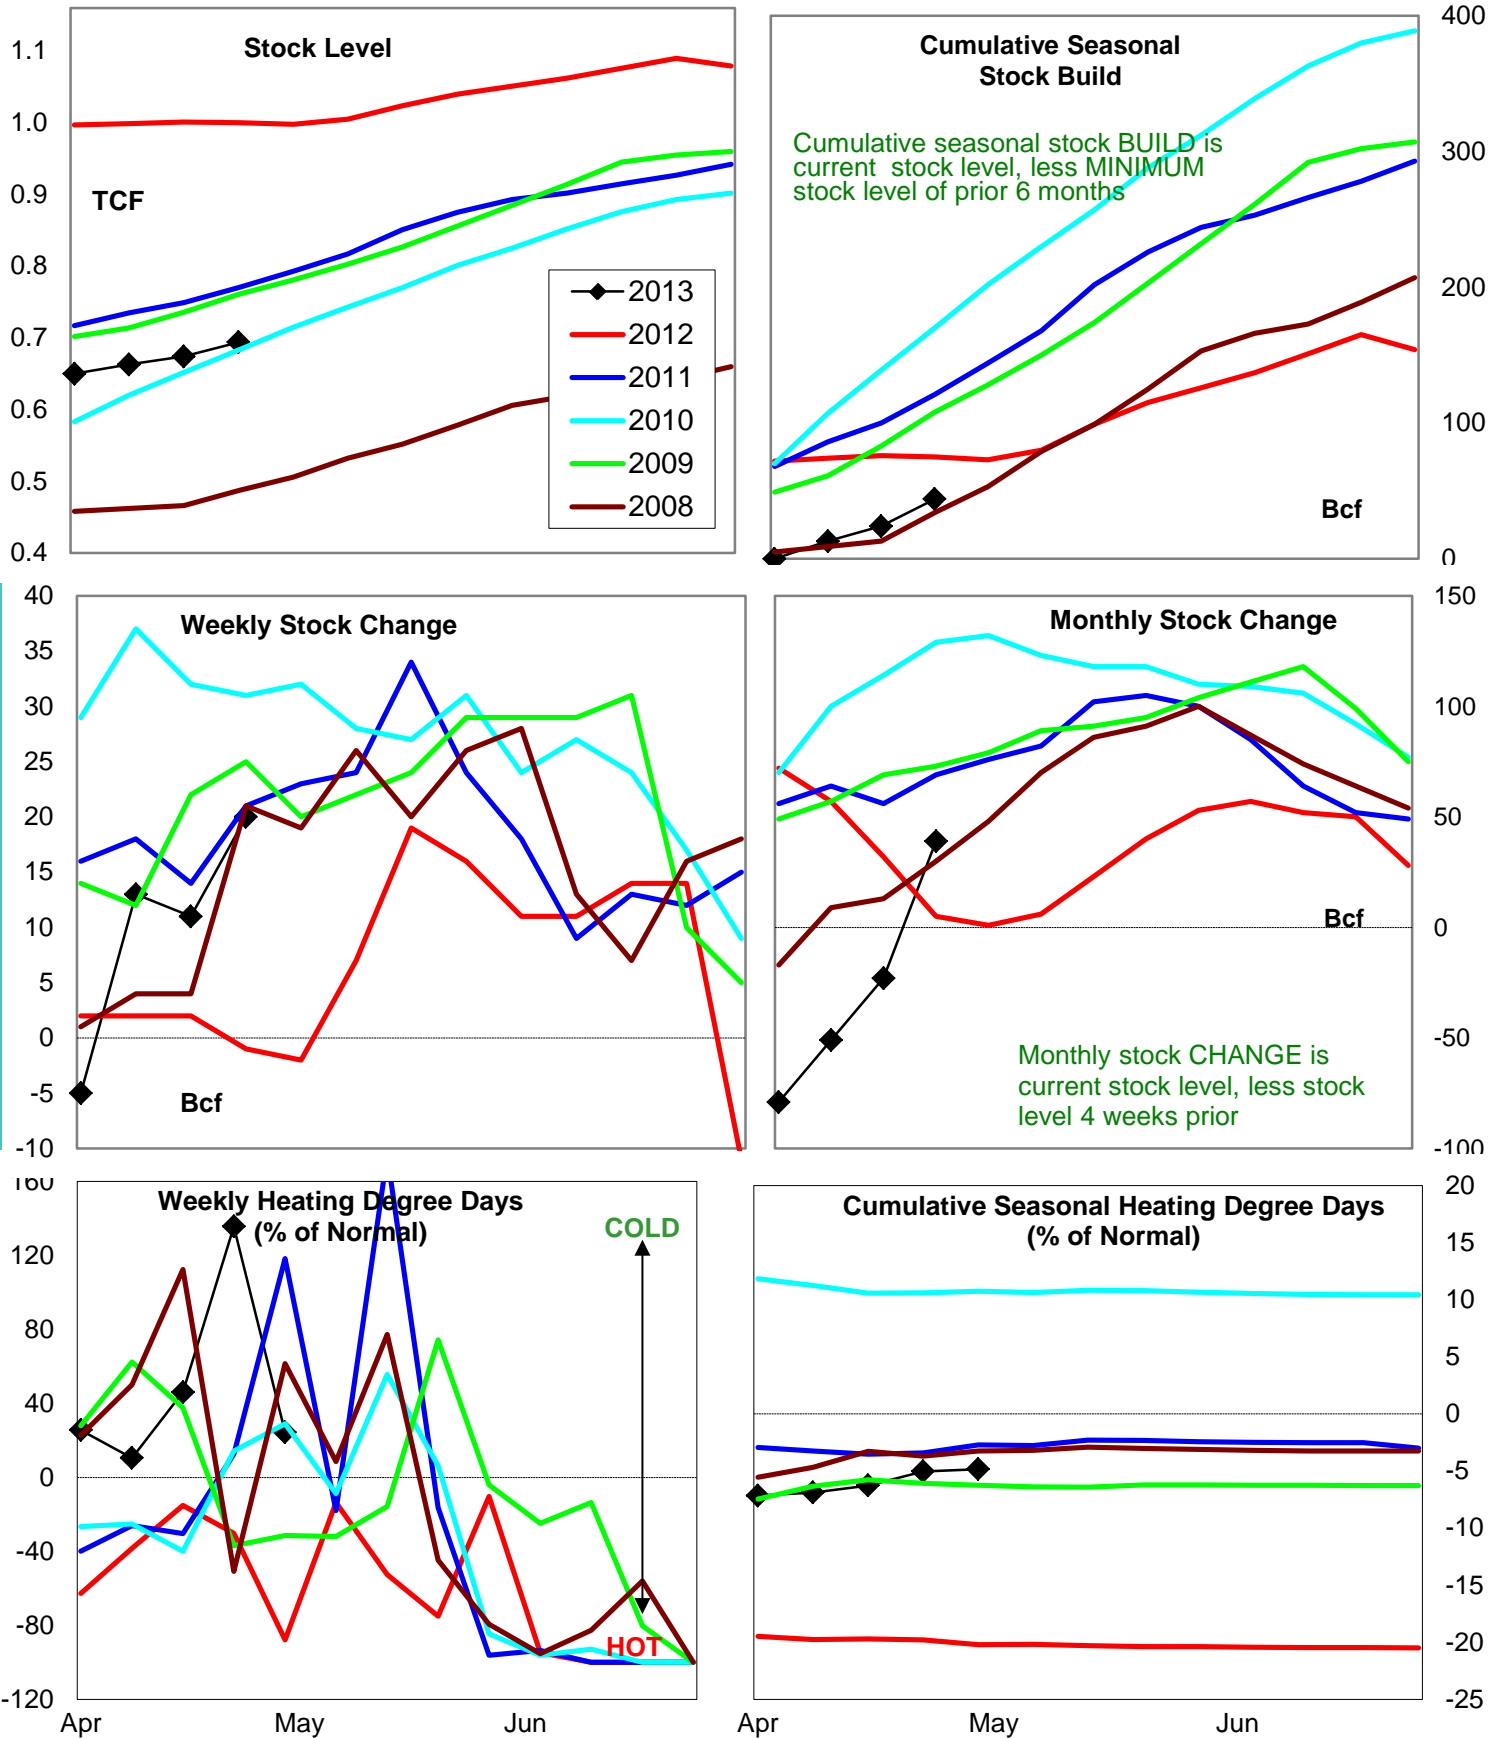 Stock Level
TCF
1.1
1.0
0.9
0.8
0.7
0.6
0.5
0.4
2013
2012
2011
2010
2009
2008
Cumulative Seasonal
Stock Build
Cumulative seasonal stock BUILD is
current stock level, less MINIMUM
stock level of prior 6 months
Bcf
400
300
200
100
0
Weekly Stock Change
Bcf
40
35
30
25
20
15
10
5
0
-5
-10
Monthly Stock Change
Bcf
Monthly stock CHANGE is
current stock level, less stock
level 4 weeks prior
150
100
50
0
-50
-100
Weekly Heating Degree Days
(% of Normal)
COLD
HOT
160
120
80
40
0
-40
-80
-120
Apr
May
Jun
Cumulative Seasonal Heating Degree Days
(% of Normal)
20
15
10
5
0
-5
-10
-15
-20
-25
Apr
May
Jun